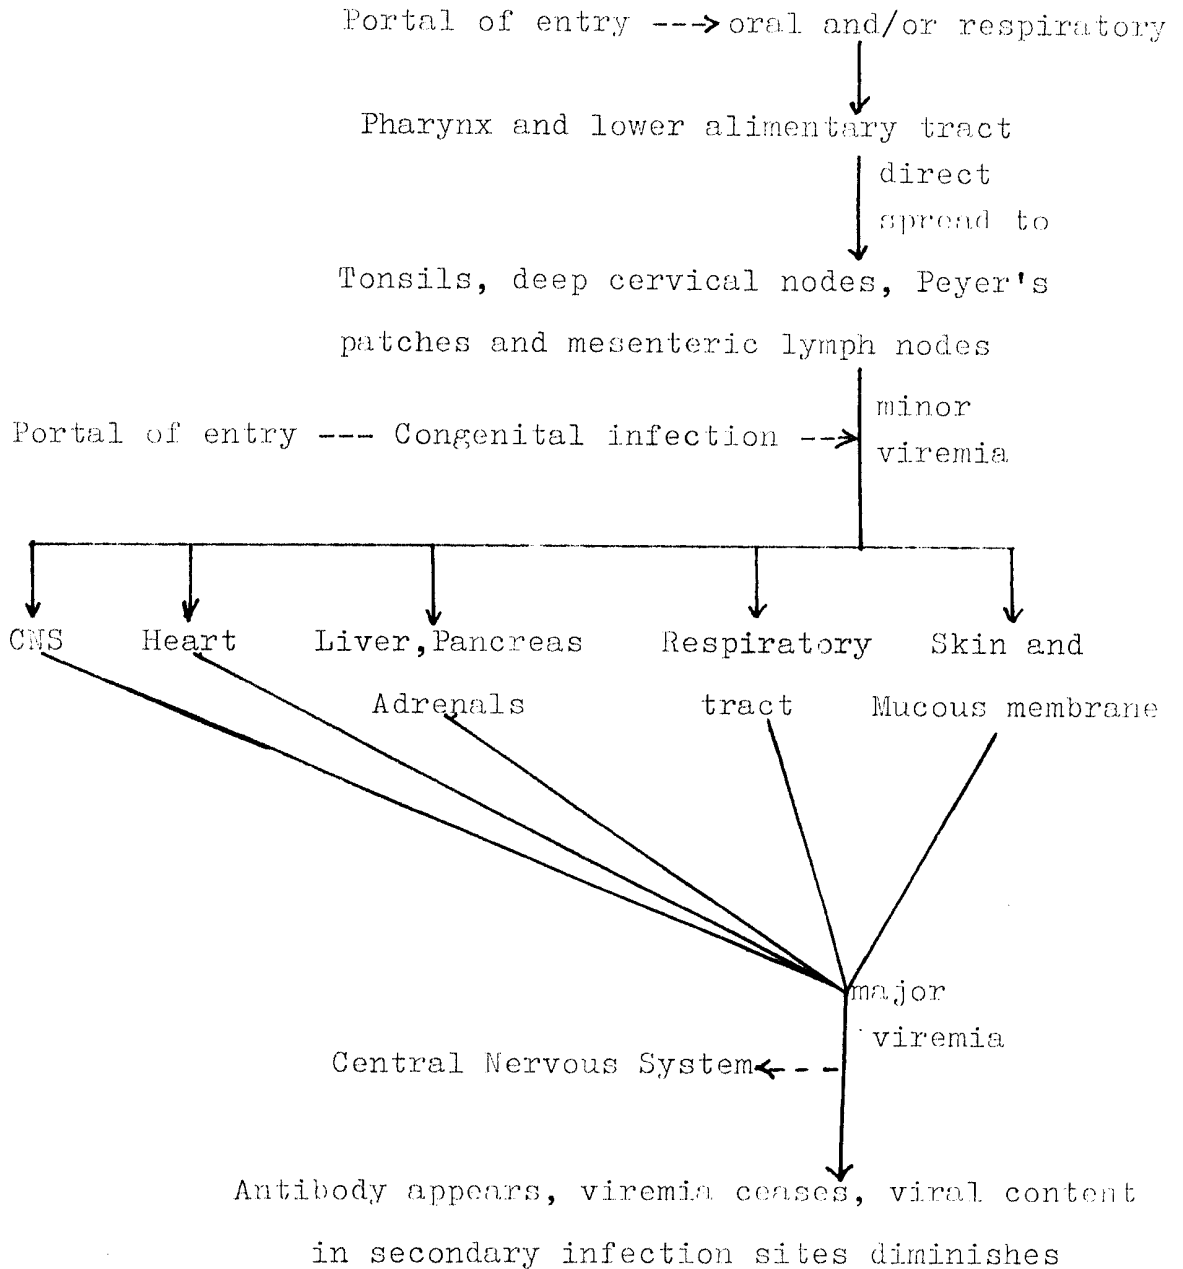 Portal of entry ---> oral and/or respiratory
Pharynx and lower alimentary tract
direct
spread to
Tonsils, deep cervical nodes, Peyer's
patches and mesenteric lymph nodes
minor
Portal of entry --- Congenital infection -->
viremia
CNS Heart Liver,Pancreas Respiratory Skin and
Adrenals tract Mucous membrane
major
viremia
Central Nervous System
Antibody appears, viremia ceases, viral content
in secondary infection sites diminishes